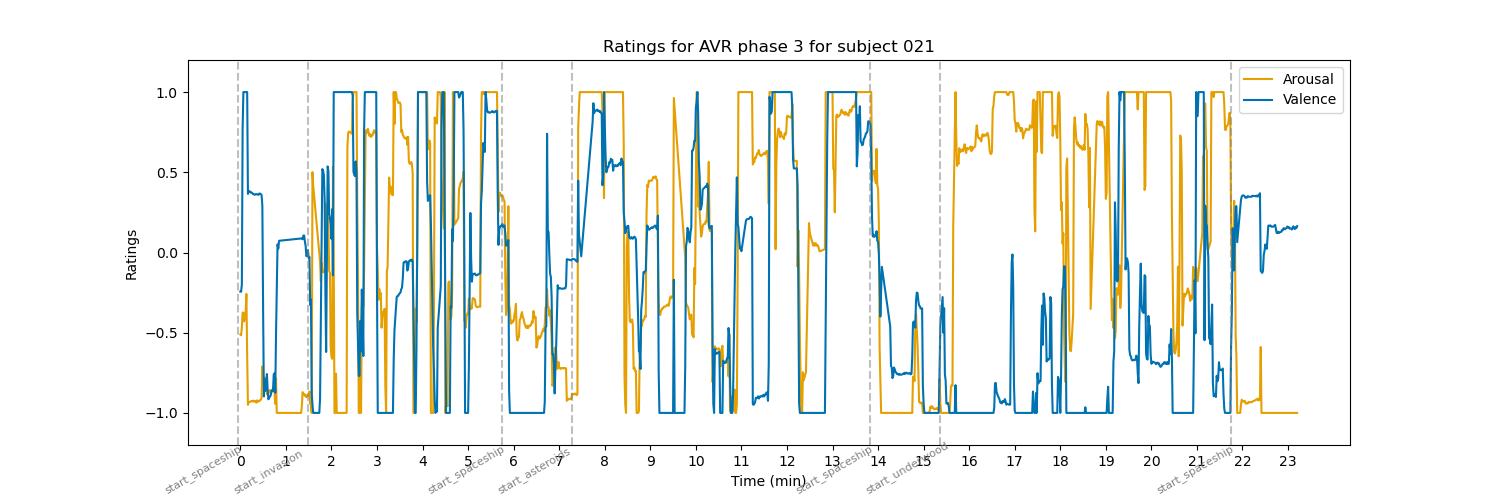 Ratings for AVR phase 3 for subject 021
Arousal
Valence
1.0
0.5
0.0
−0.5
−1.0
Ratings
0 1 2 3 4 5 6 7 8 9 10 11 12 13 14 15 16 17 18 19 20 21 22 23
start_spaceship
start_invasion
start_spaceship
start_asteroids
start_spaceship
start_underwood
start_spaceship
Time (min)